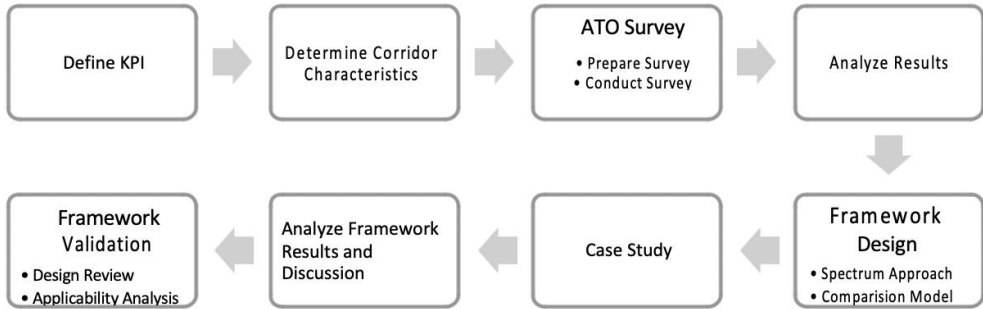 Define KPI
Determine Corridor
Characteristics
ATO Survey
• Prepare Survey
• Conduct Survey
Analyze Results
Framework
Design
• Spectrum Approach
• Comparision Model
Case Study
Analyze Framework
Results and
Discussion
Framework
Validation
• Design Review
• Applicability Analysis